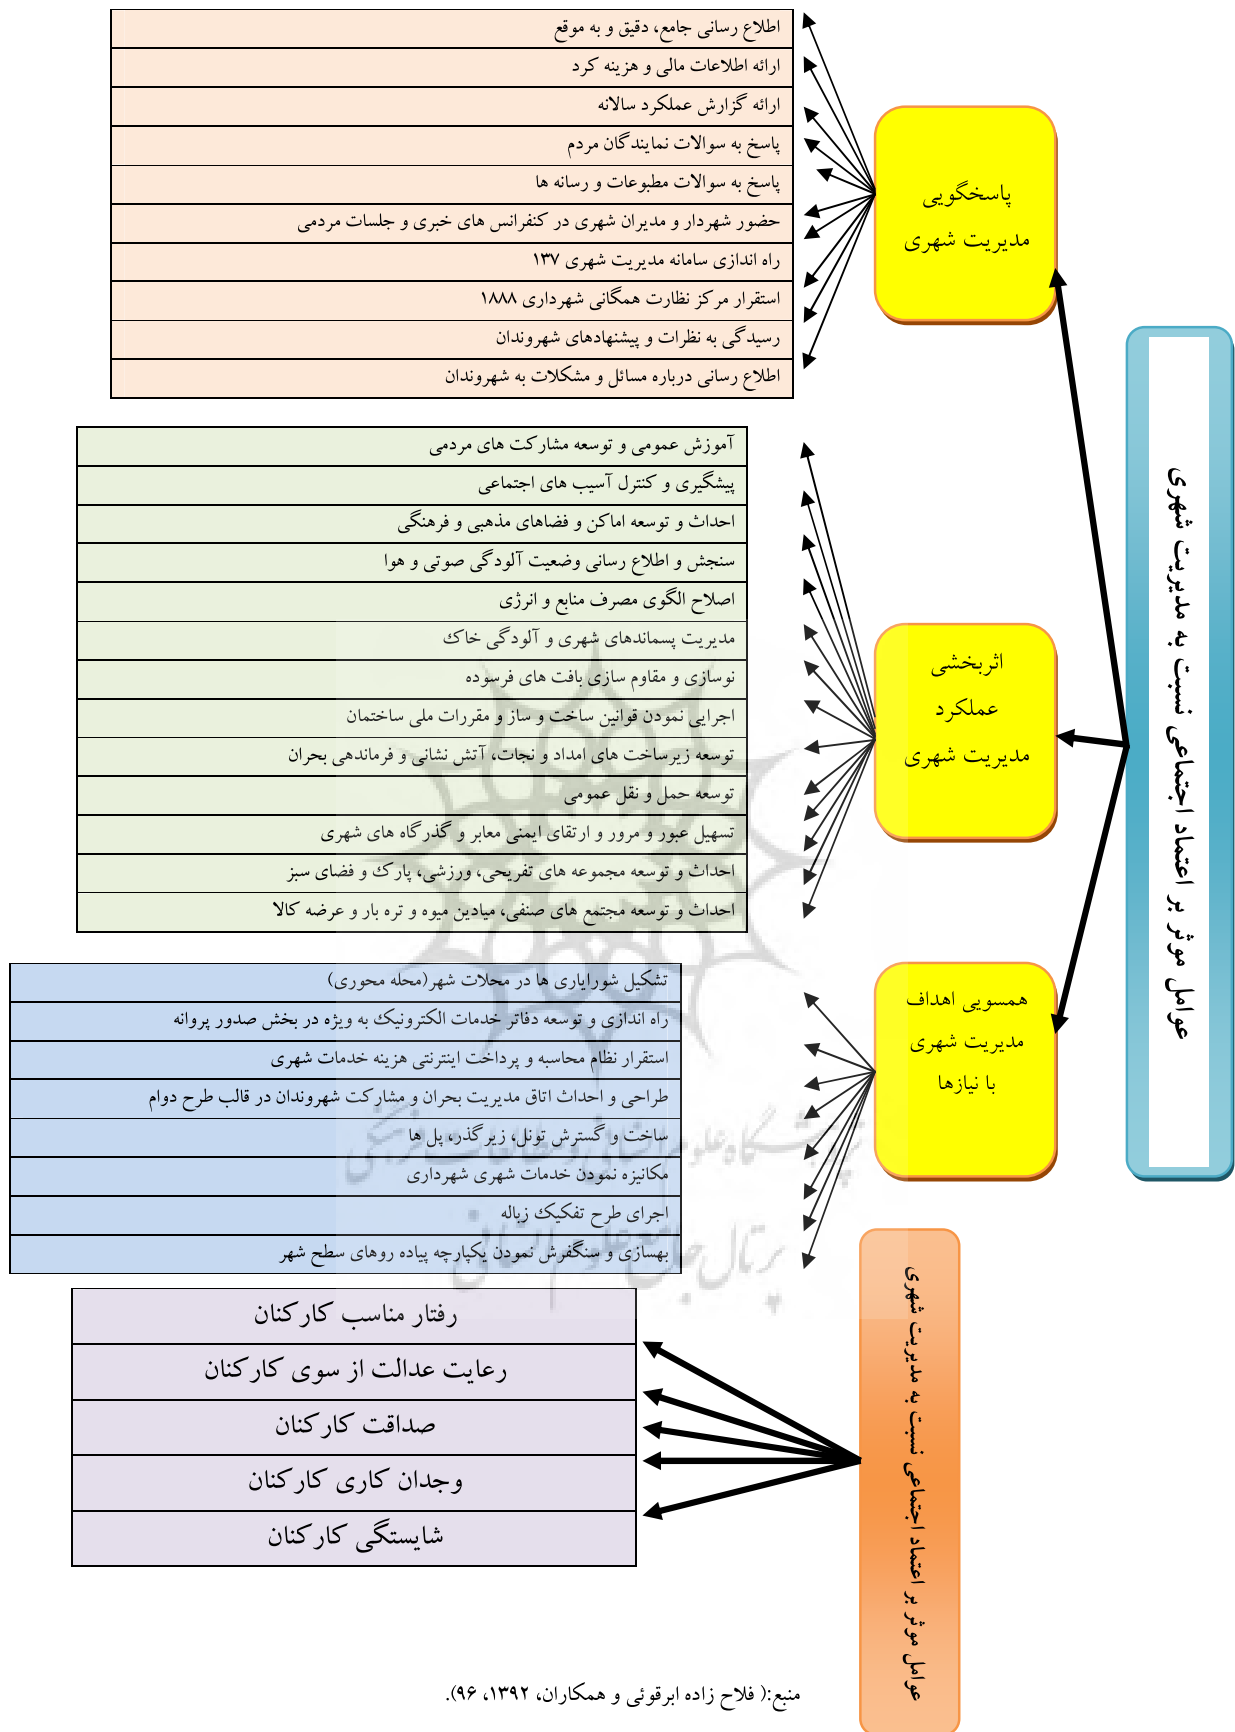 عوامل موثر بر اعتماد اجتماعی نسبت به مدیریت شهری
پاسخگویی
مدیریت شهری
اطلاع رسانی جامع، دقیق و به موقع
ارائه اطلاعات مالی و هزینه کرد
ارائه گزارش عملکرد سالانه
پاسخ به سوالات نمایندگان مردم
پاسخ به سوالات مطبوعات و رسانه ها
حضور شهردار و مدیران شهری در کنفرانس های خبری و جلسات مردمی
راه اندازی سامانه مدیریت شهری ۱۳۷
استقرار مرکز نظارت همگانی شهرداری ۱۸۸۸
رسیدگی به نظرات و پیشنهادهای شهروندان
اطلاع رسانی درباره مسائل و مشکلات به شهروندان
اثربخشی
عملکرد
مدیریت شهری
آموزش عمومی و توسعه مشارکت های مردمی
پیشگیری و کنترل آسیب های اجتماعی
احداث و توسعه اماکن و فضاهای مذهبی و فرهنگی
سنجش و اطلاع رسانی وضعیت آلودگی صوتی و هوا
اصلاح الگوی مصرف منابع و انرژی
مدیریت پسماندهای شهری و آلودگی خاک
نوسازی و مقاوم سازی بافت های فرسوده
اجرایی نمودن قوانین ساخت و ساز و مقررات ملی ساختمان
توسعه زیرساخت های امداد و نجات، آتش نشانی و فرماندهی بحران
توسعه حمل و نقل عمومی
تسهیل عبور و مرور و ارتقای ایمنی معابر و گذرگاه های شهری
احداث و توسعه مجموعه های تفریحی، ورزشی، پارک و فضای سبز
احداث و توسعه مجتمع های صنفی، میادین میوه و تره بار و عرضه کالا
همسویی اهداف
مدیریت شهری
با نیازها
تشکیل شورایاری ها در محلات شهر(محله محوری)
راه اندازی و توسعه دفاتر خدمات الکترونیک به ویژه در بخش صدور پروانه
استقرار نظام محاسبه و پرداخت اینترنتی هزینه خدمات شهری
طراحی و احداث اتاق مدیریت بحران و مشارکت شهروندان در قالب طرح دوام
ساخت و گسترش تونل، زیرگذر، پل ها
مکانیزه نمودن خدمات شهری شهرداری
اجرای طرح تفکیک زباله
بهسازی و سنگفرش نمودن یکپارچه پیاده روهای سطح شهر
پژوهشگاه علوم انسانی و مطالعات فرهنگی
پرتال جامع علوم انسانی
عوامل موثر بر اعتماد اجتماعی نسبت به مدیریت شهری
رفتار مناسب کارکنان
رعایت عدالت از سوی کارکنان
صداقت کارکنان
وجدان کاری کارکنان
شایستگی کارکنان
منبع:( فلاح زاده ابرقوئی و همکاران، ۱۳۹۲، ۹۶).